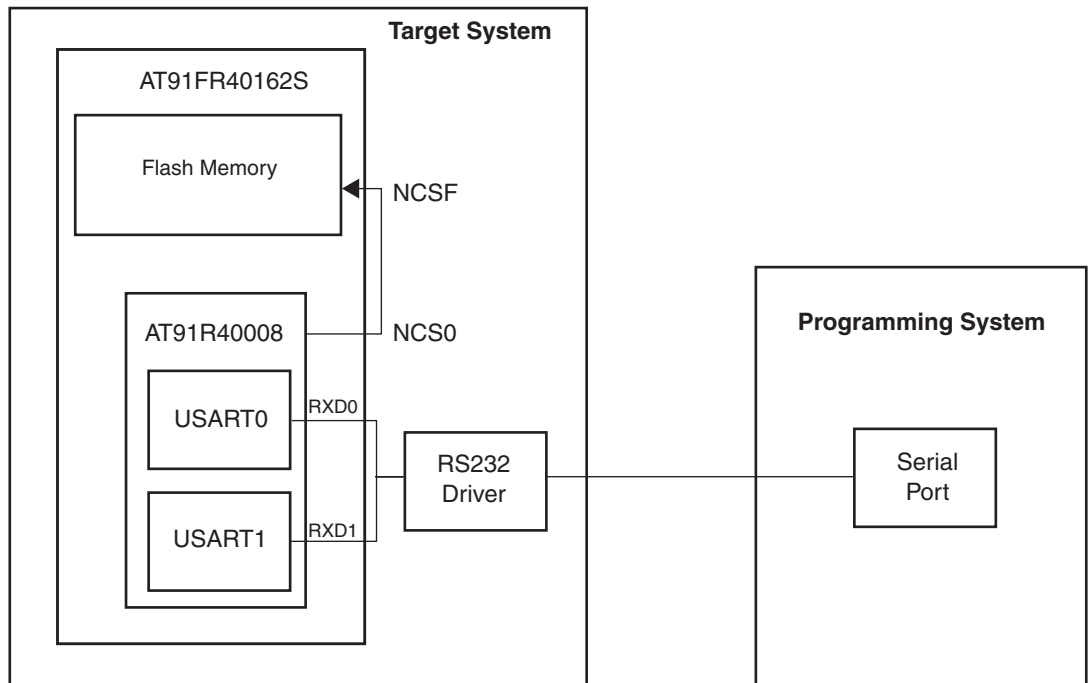 Target System
AT91FR40162S
Flash Memory
NCSF
AT91R40008
NCS0
USART0
RXD0
USART1
RXD1
RS232
Driver
Programming System
Serial
Port